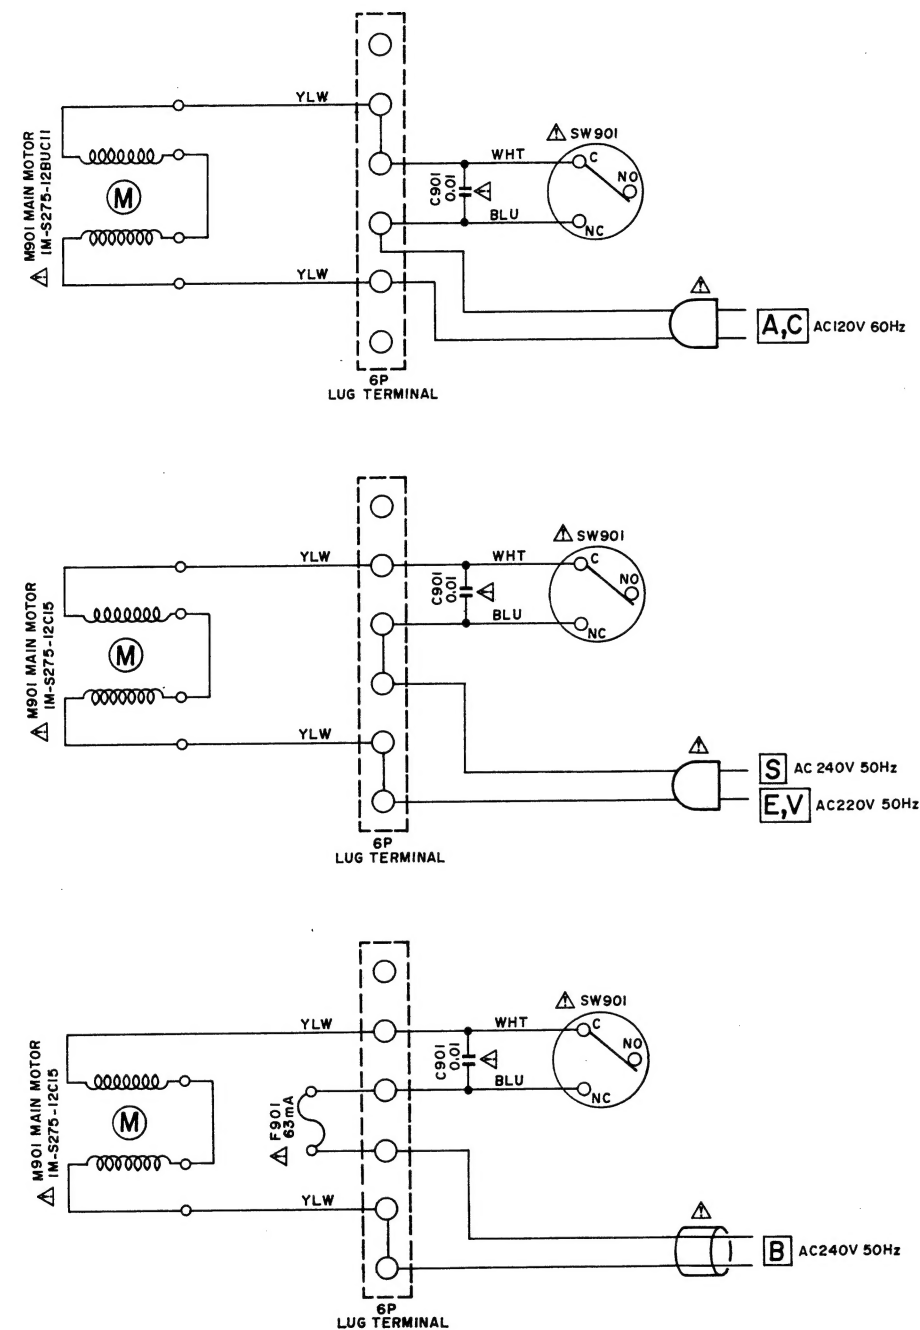 M901 MAIN MOTOR
IM-S275-12BUC11
M
YLW
YLW
WHT
C901
0.01
BLU
SW901
C
NO
NC
A,C AC120V 60Hz
6P
LUG TERMINAL
M901 MAIN MOTOR
IM-S275-12C15
M
YLW
YLW
WHT
C901
0.01
BLU
SW901
C
NO
NC
S AC 240V 50Hz
E,V AC220V 50Hz
6P
LUG TERMINAL
M901 MAIN MOTOR
IM-S275-12C15
M
YLW
YLW
F901
63mA
WHT
C901
0.01
BLU
SW901
C
NO
NC
B AC240V 50Hz
6P
LUG TERMINAL